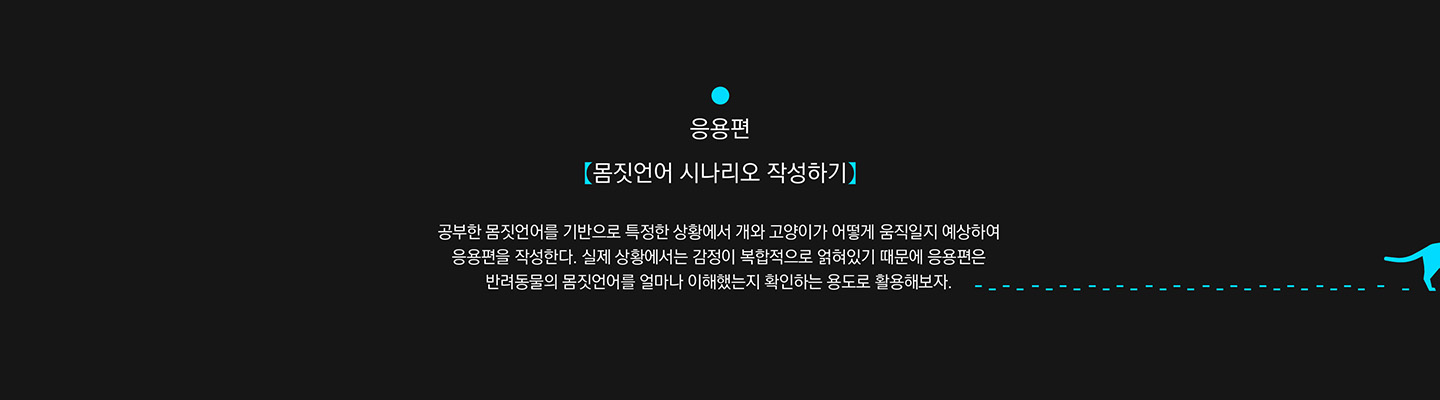 응용편
【몸짓언어 시나리오 작성하기】
공부한 몸짓언어를 기반으로 특정한 상황에서 개와 고양이가 어떻게 움직일지 예상하여
응용편을 작성한다. 실제 상황에서는 감정이 복합적으로 얽혀있기 때문에 응용편은
반려동물의 몸짓언어를 얼마나 이해했는지 확인하는 용도로 활용해보자.